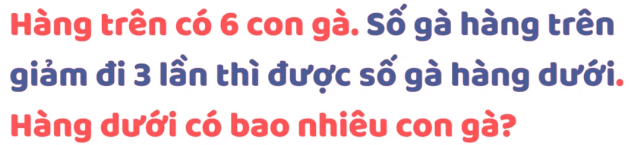 Hàng trên có 6 con gà. Số gà hàng trên
giảm đi 3 lần thì được số gà hàng dưới.
Hàng dưới có bao nhiêu con gà?